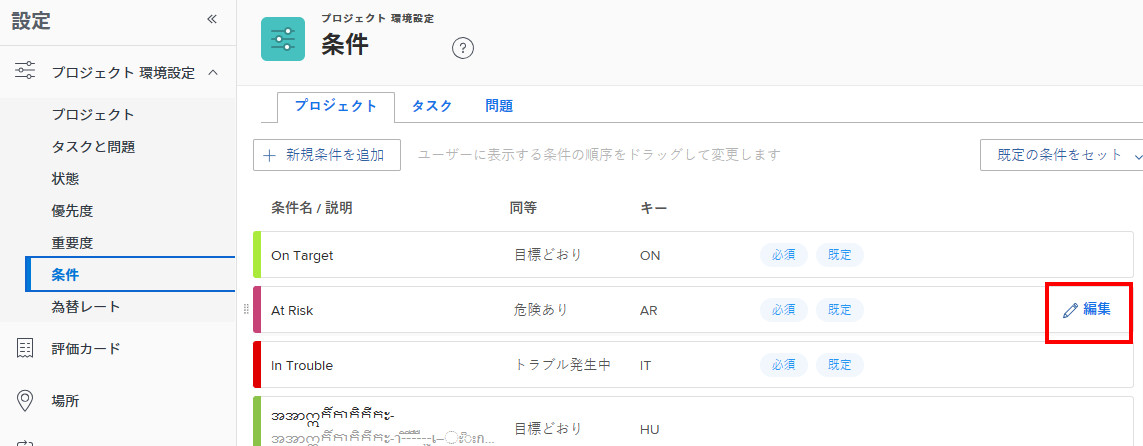 設定
プロジェクト 環境設定
プロジェクト
タスクと問題
状態
優先度
重要度
条件
為替レート
評価カード
場所
プロジェクト 環境設定
条件
?
プロジェクト タスク 問題
新規条件を追加 ユーザーに表示する条件の順序をドラッグして変更します 既定の条件をセット
条件名 / 説明 同等 キー
On Target 目標どおり ON 必須 既定
At Risk 危険あり AR 必須 既定 編集
In Trouble トラブル発生中 IT 必須 既定
目標どおり HU